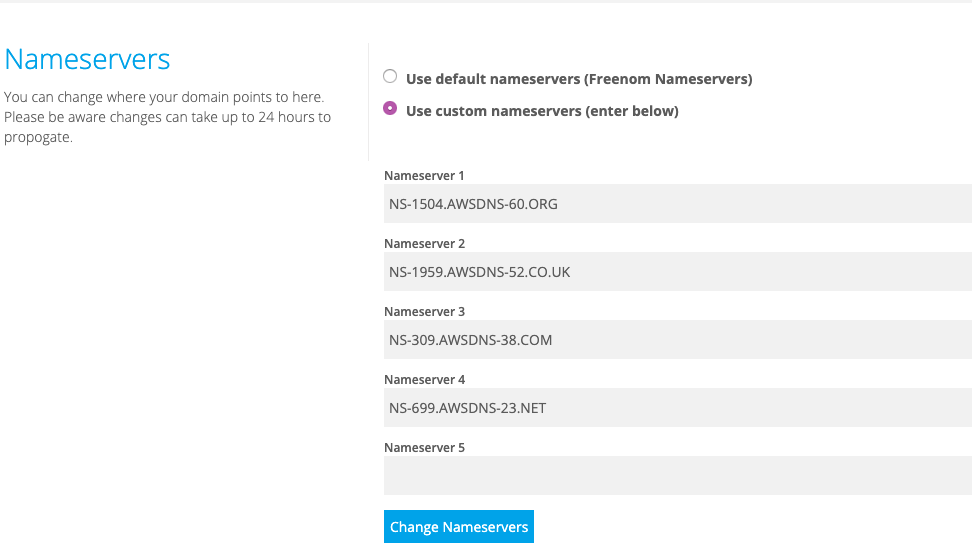 Nameservers
You can change where your domain points to here.
Please be aware changes can take up to 24 hours to
propogate.
Use default nameservers (Freenom Nameservers)
Use custom nameservers (enter below)
Nameserver 1
NS-1504.AWSDNS-60.ORG
Nameserver 2
NS-1959.AWSDNS-52.CO.UK
Nameserver 3
NS-309.AWSDNS-38.COM
Nameserver 4
NS-699.AWSDNS-23.NET
Nameserver 5
Change Nameservers